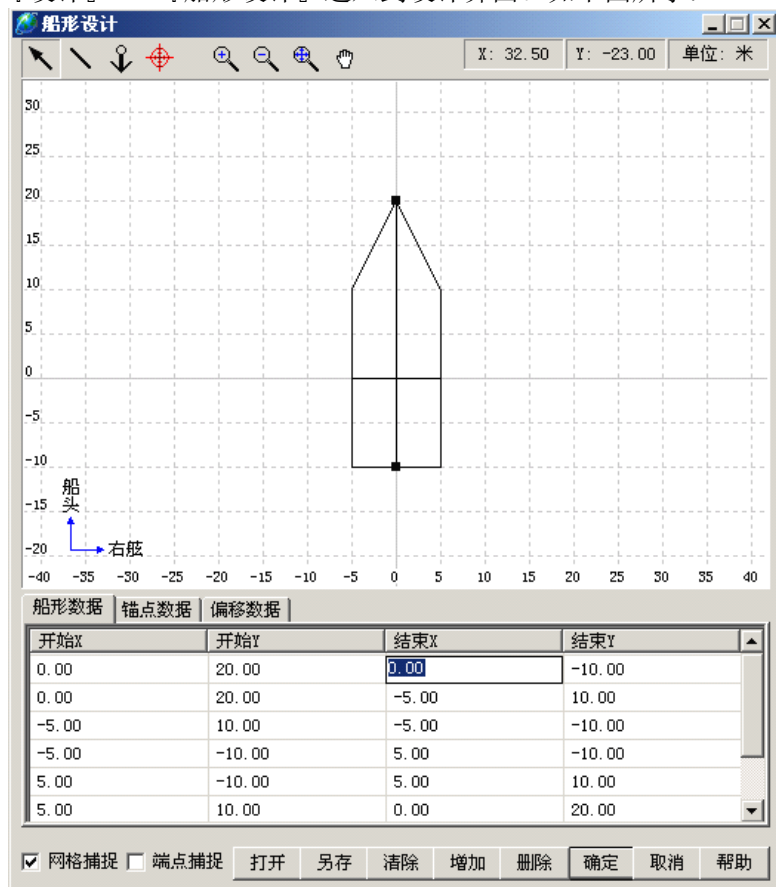 船形设计
X: 32.50 Y: -23.00 单位: 米
30
25
20
15
10
5
0
-5
-10
-15
-20
船头
右舷
-40 -35 -30 -25 -20 -15 -10 -5 0 5 10 15 20 25 30 35 40
船形数据 锚点数据 偏移数据
开始X 开始Y 结束X 结束Y
0.00 20.00 0.00 -10.00
0.00 20.00 -5.00 10.00
-5.00 10.00 -5.00 -10.00
-5.00 -10.00 5.00 -10.00
5.00 -10.00 5.00 10.00
5.00 10.00 0.00 20.00
网格捕捉 端点捕捉 打开 另存 清除 增加 删除 确定 取消 帮助